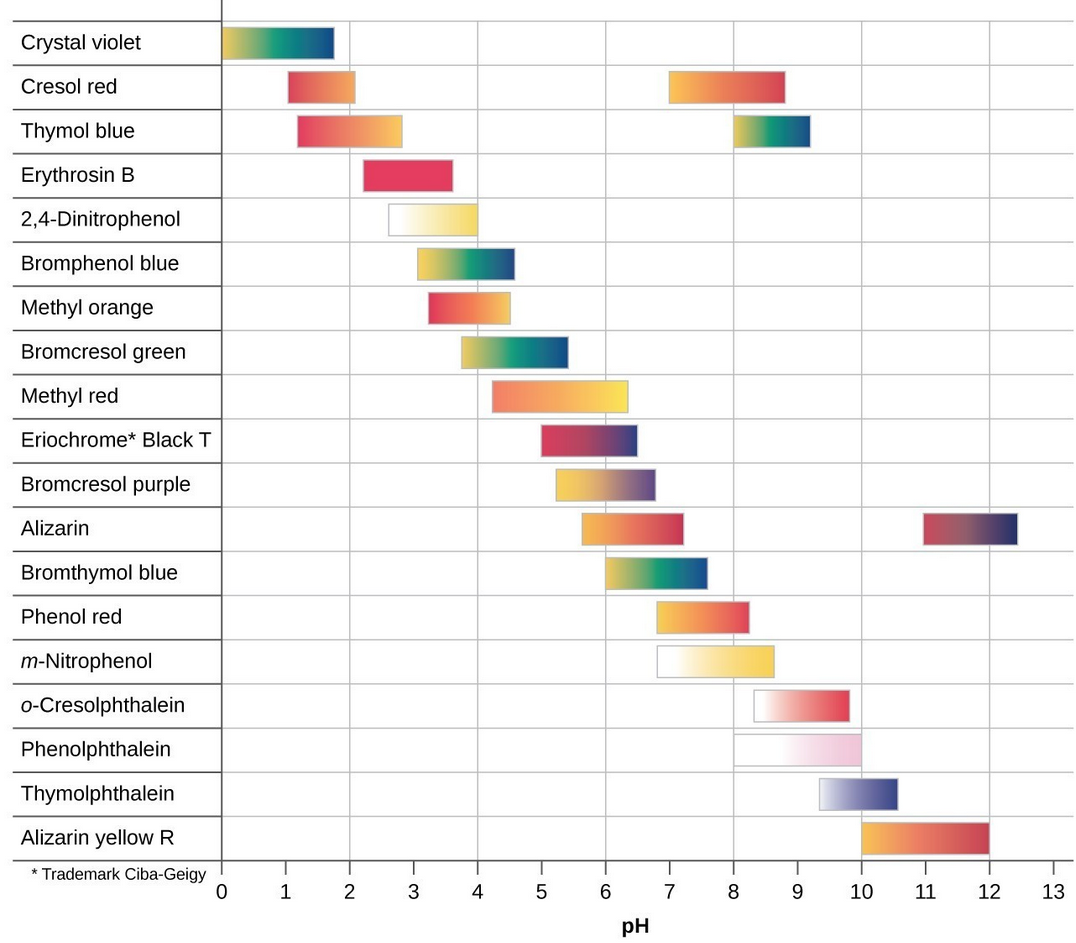 Crystal violet
Cresol red
Thymol blue
Erythrosin B
2,4-Dinitrophenol
Bromphenol blue
Methyl orange
Bromcresol green
Methyl red
Eriochrome* Black T
Bromcresol purple
Alizarin
Bromthymol blue
Phenol red
m-Nitrophenol
o-Cresolphthalein
Phenolphthalein
Thymolphthalein
Alizarin yellow R
* Trademark Ciba-Geigy
0 1 2 3 4 5 6 7 8 9 10 11 12 13
pH